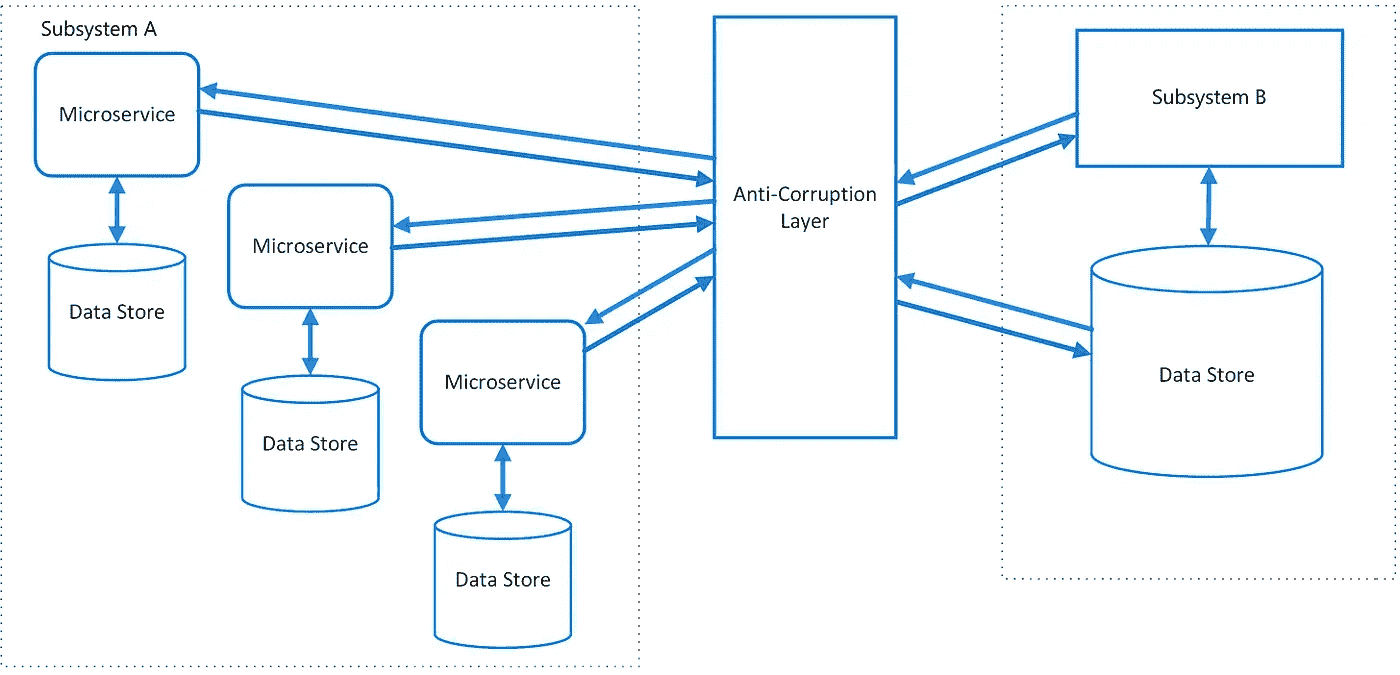 Subsystem A
Microservice
Data Store
Microservice
Data Store
Microservice
Data Store
Anti-Corruption
Layer
Subsystem B
Data Store